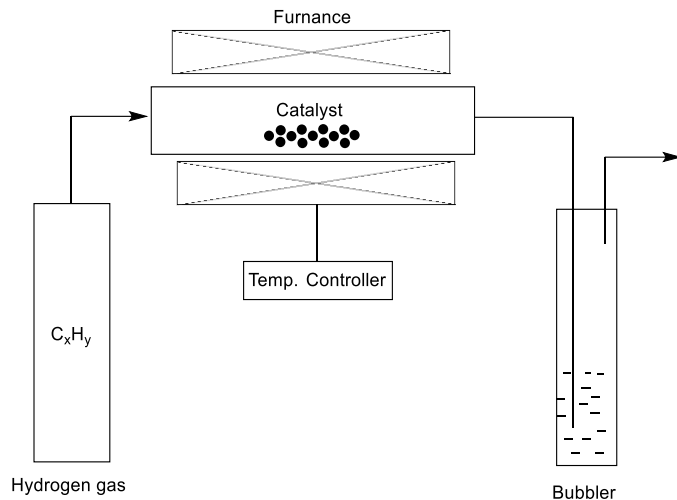 Furnance
Catalyst
Temp. Controller
CxHy
Hydrogen gas
Bubbler